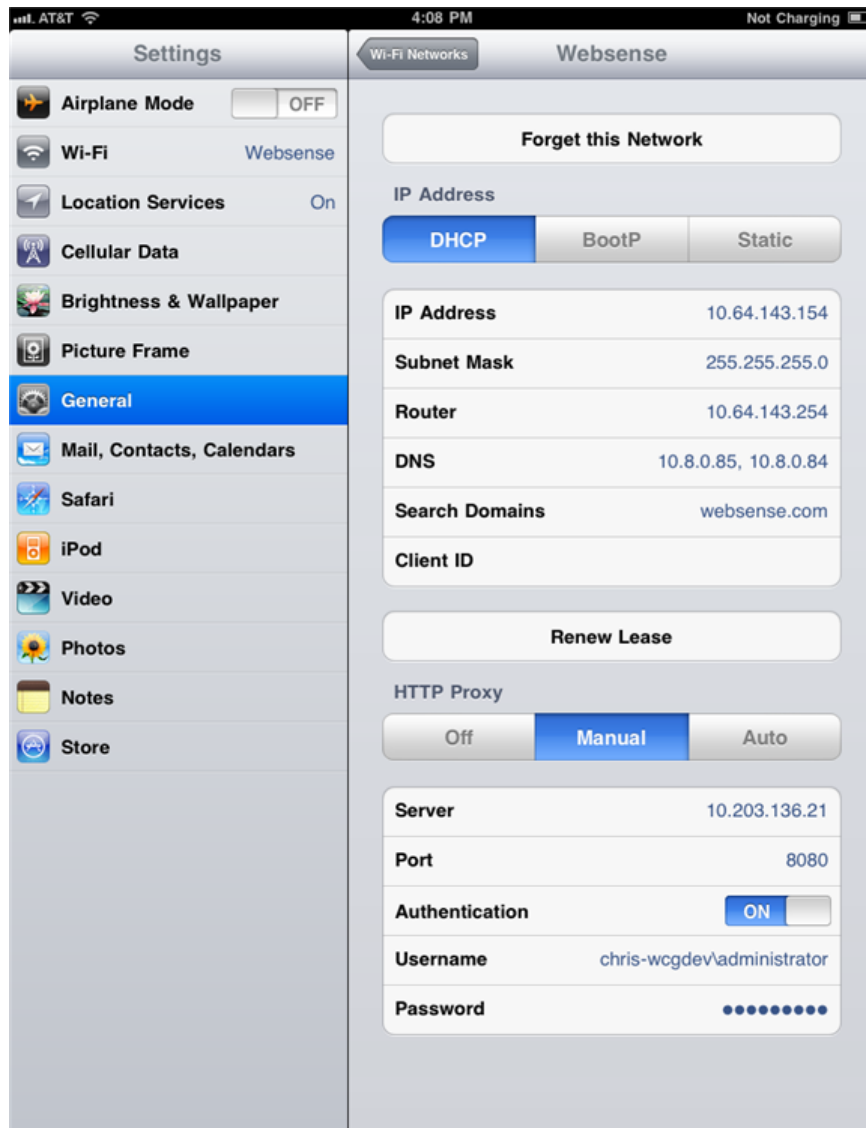 AT&T
4:08 PM
Not Charging
Settings
Airplane Mode OFF
Wi-Fi Websense
Location Services On
Cellular Data
Brightness & Wallpaper
Picture Frame
General
Mail, Contacts, Calendars
Safari
iPod
Video
Photos
Notes
Store
Wi-Fi Networks
Websense
Forget this Network
IP Address
DHCP BootP Static
IP Address 10.64.143.154
Subnet Mask 255.255.255.0
Router 10.64.143.254
DNS 10.8.0.85, 10.8.0.84
Search Domains websense.com
Client ID
Renew Lease
HTTP Proxy
Off Manual Auto
Server 10.203.136.21
Port 8080
Authentication ON
Username chris-wcgdev\administrator
Password ●●●●●●●●●